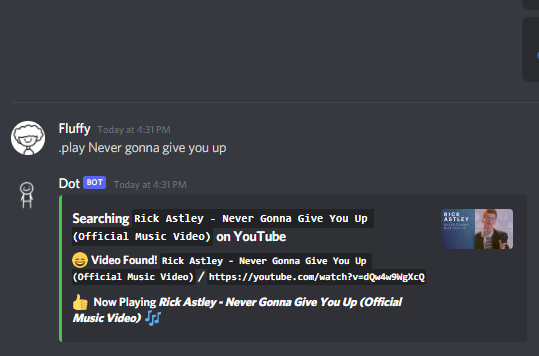 Fluffy Today at 4:31 PM
.play Never gonna give you up
Dot BOT Today at 4:31 PM
Searching Rick Astley - Never Gonna Give You Up
(Official Music Video) on YouTube
RICK
ASTLEY
😄 Video Found! Rick Astley - Never Gonna Give You Up
(Official Music Video) / https://youtube.com/watch?v=dQw4w9WgXcQ
👍 Now Playing Rick Astley - Never Gonna Give You Up (Official
Music Video) 🎶